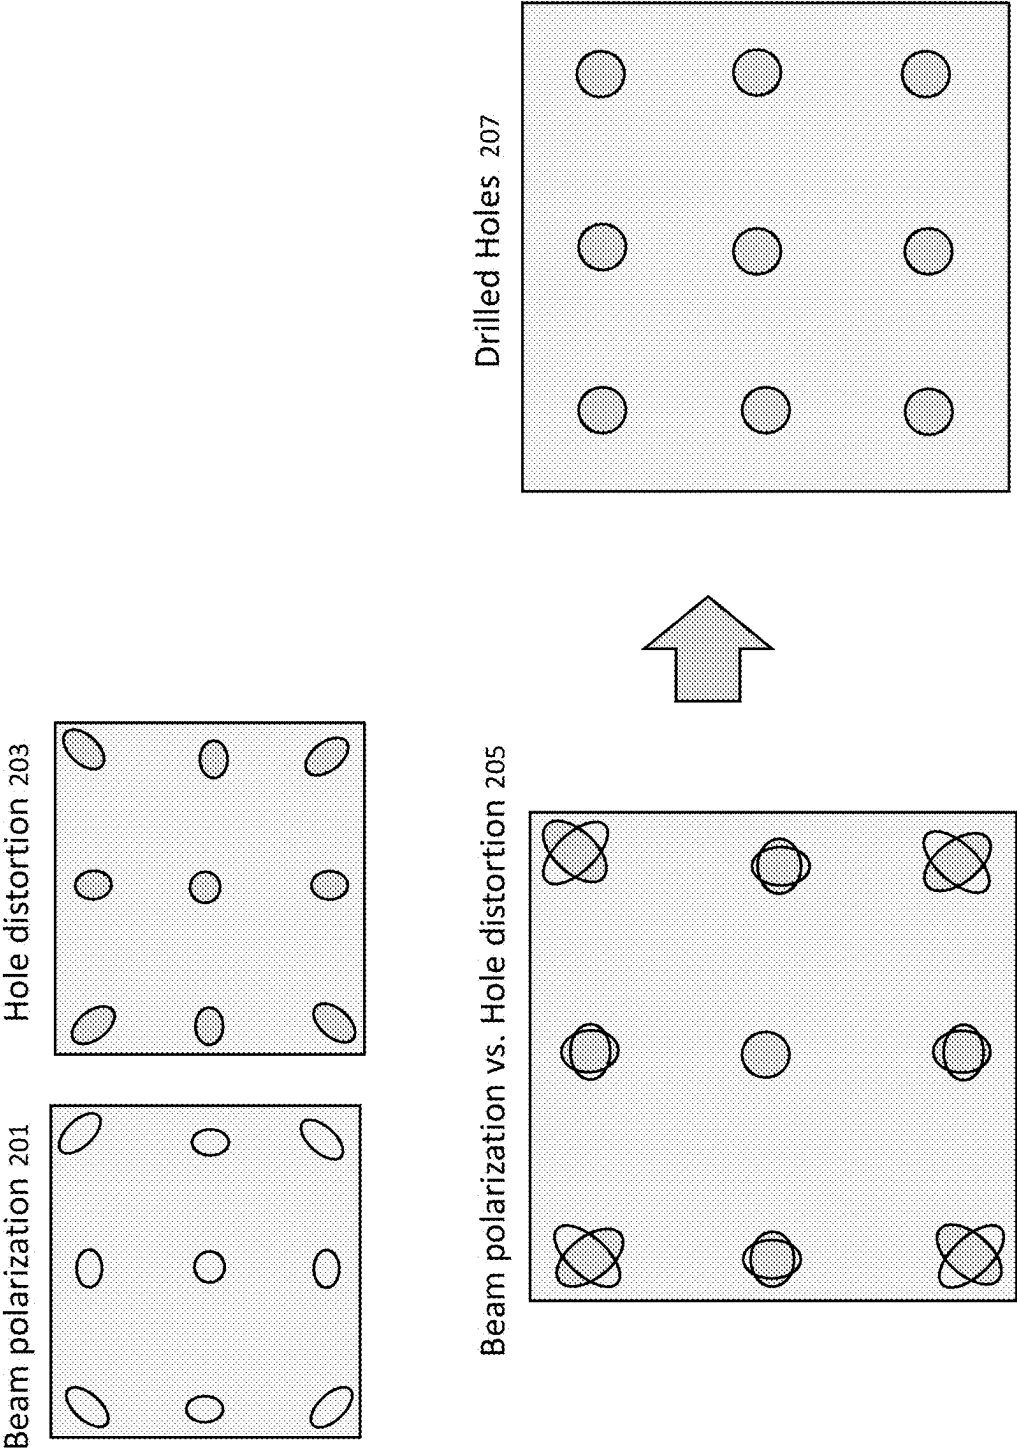 Beam polarization 201
Hole distortion 203
Beam polarization vs. Hole distortion 205
Drilled Holes 207